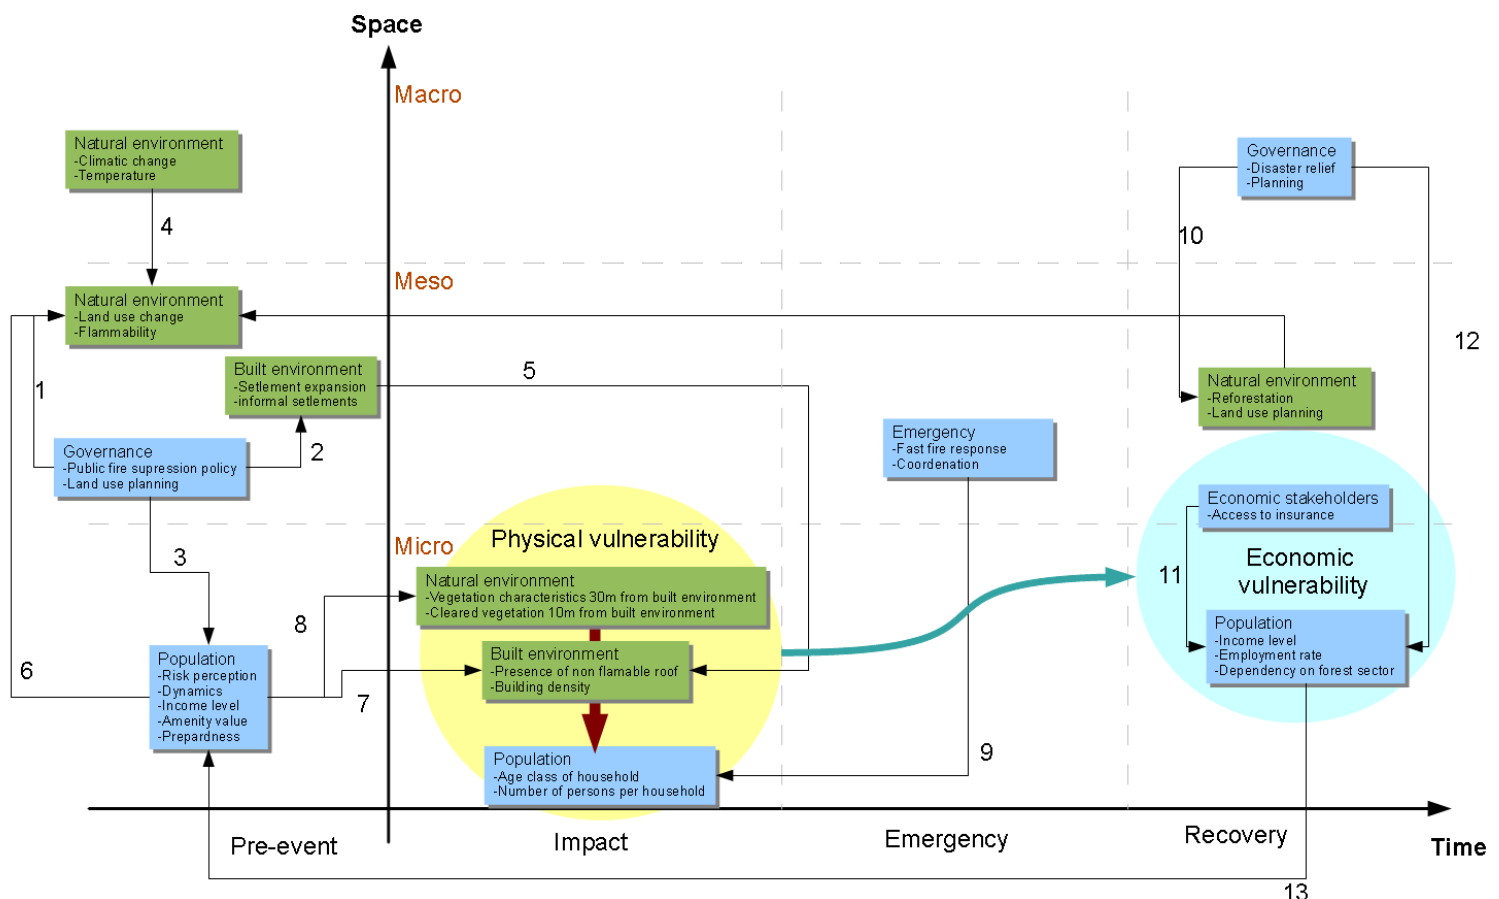 Space
Macro
Natural environment
-Climatic change
-Temperature
Governance
-Disaster relief
-Planning
4
10
Meso
Natural environment
-Land use change
-Flammability
12
Built environment
-Setlement expansion
-informal setlements
5
1
Natural environment
-Reforestation
-Land use planning
Governance
-Public fire supression policy
-Land use planning
2
Emergency
-Fast fire response
-Coordenation
Economic stakeholders
-Access to insurance
3
Micro
Physical vulnerability
Economic
vulnerability
11
Natural environment
-Vegetation characteristics 30m from built environment
-Cleared vegetation 10m from built environment
8
Population
-Income level
-Employment rate
-Dependency on forest sector
Built environment
-Presence of non flamable roof
-Building density
6
Population
-Risk perception
-Dynamics
-Income level
-Amenity value
-Prepardness
7
Population
-Age class of household
-Number of persons per household
9
Pre-event
Impact
Emergency
Recovery
Time
13